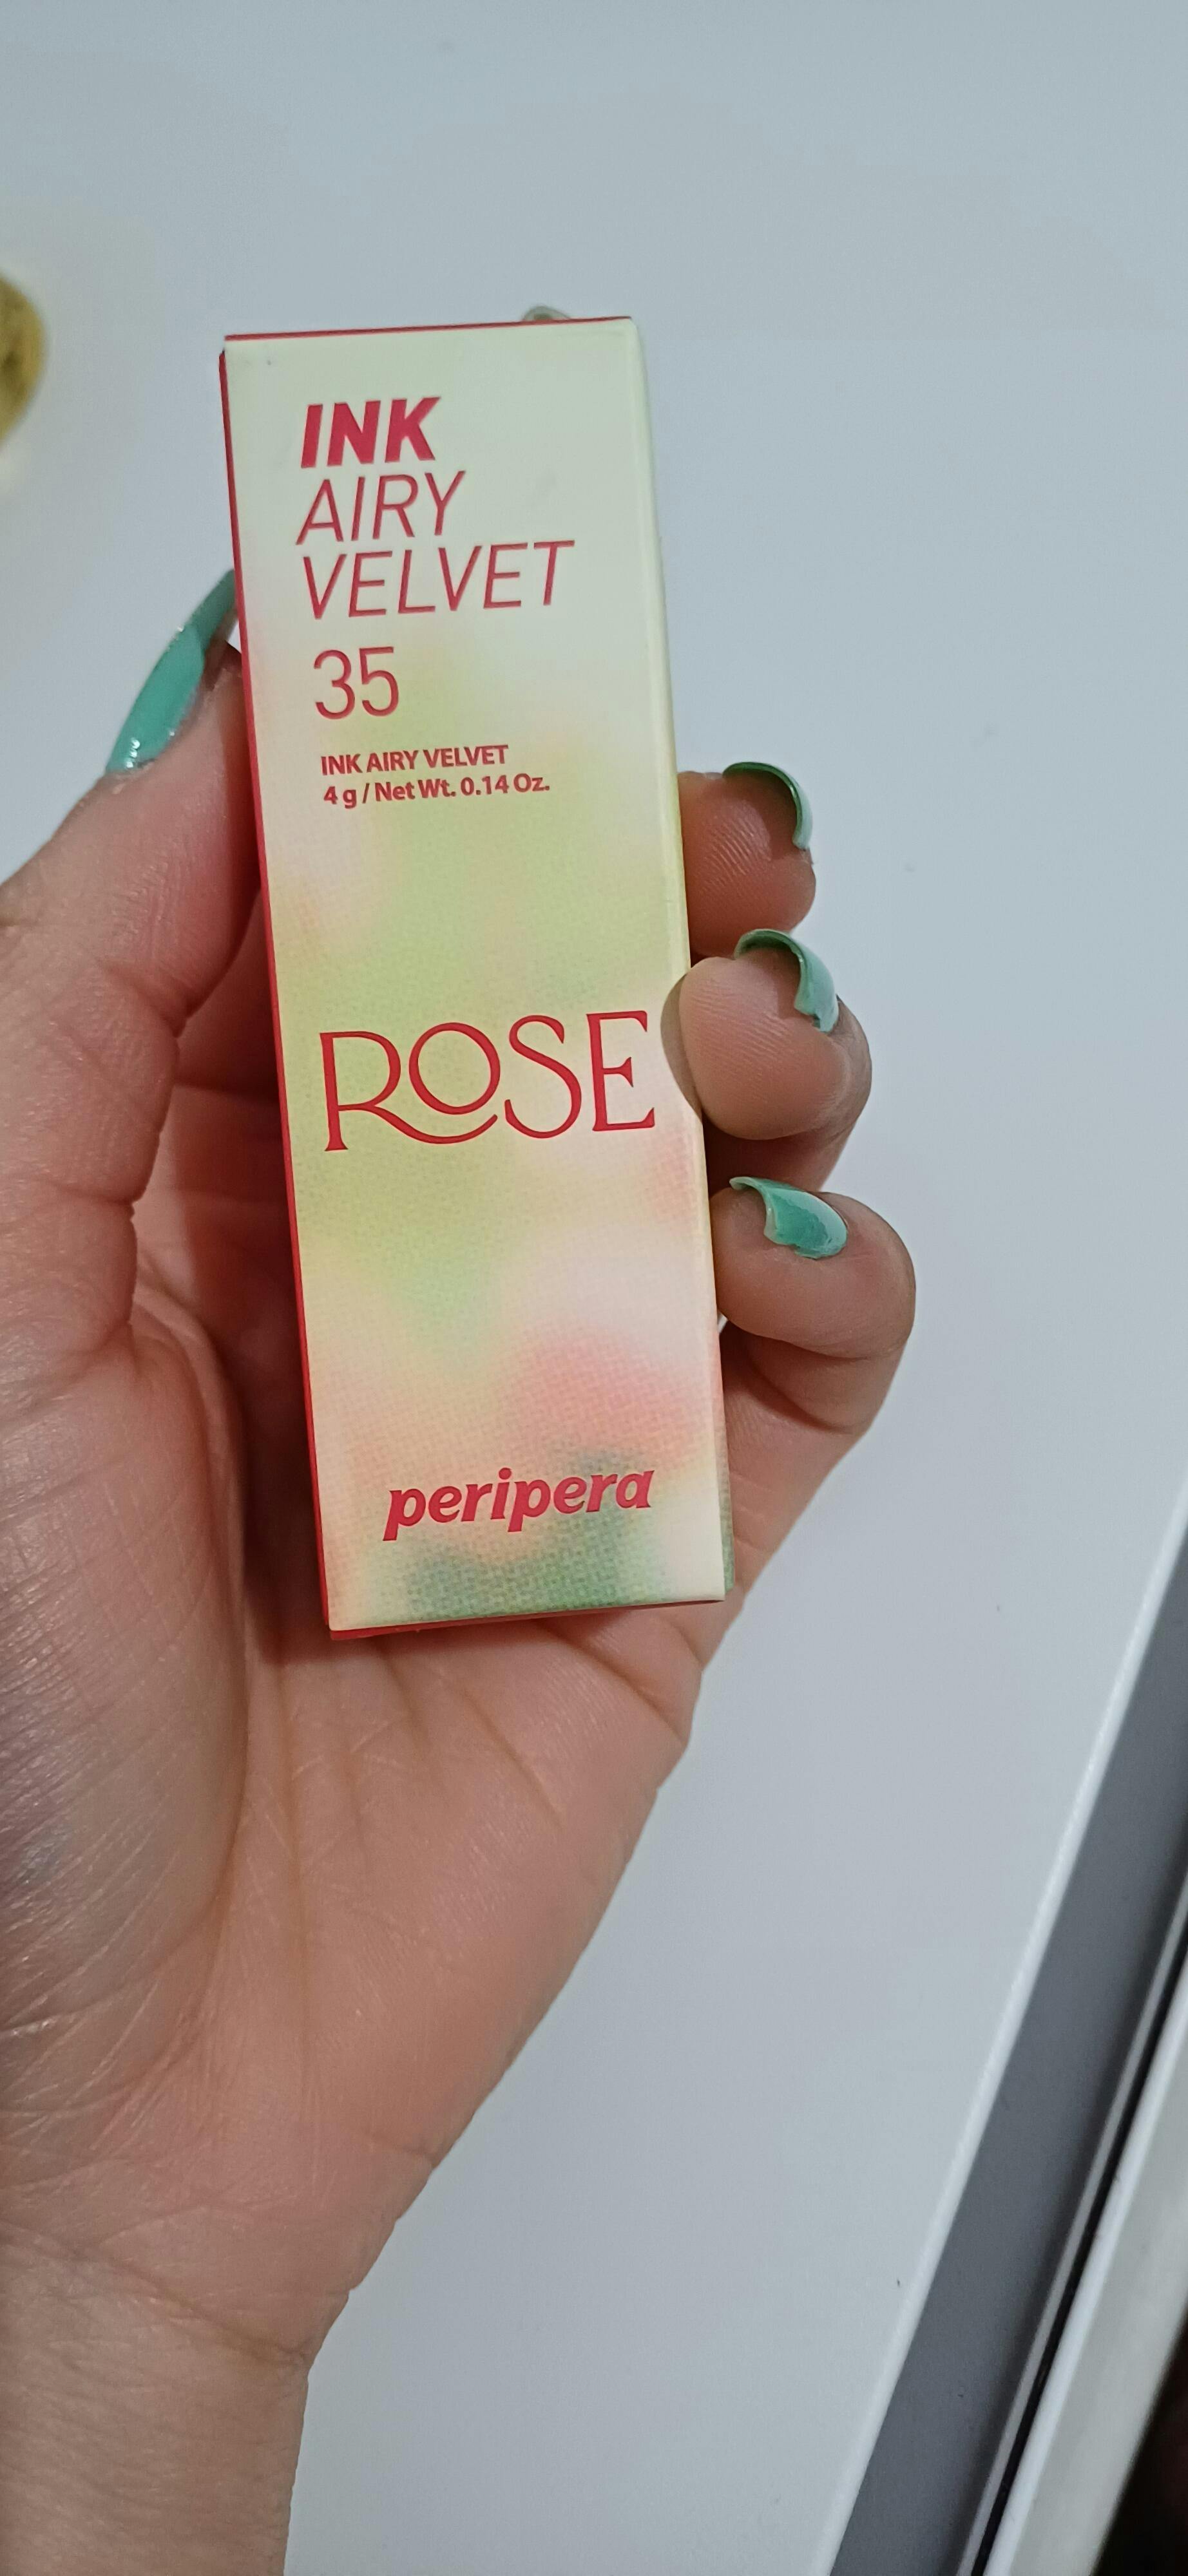 INK
AIRY
VELVET
35
INK AIRY VELVET
4 g / Net Wt. 0.14 Oz.
ROSE
peripera